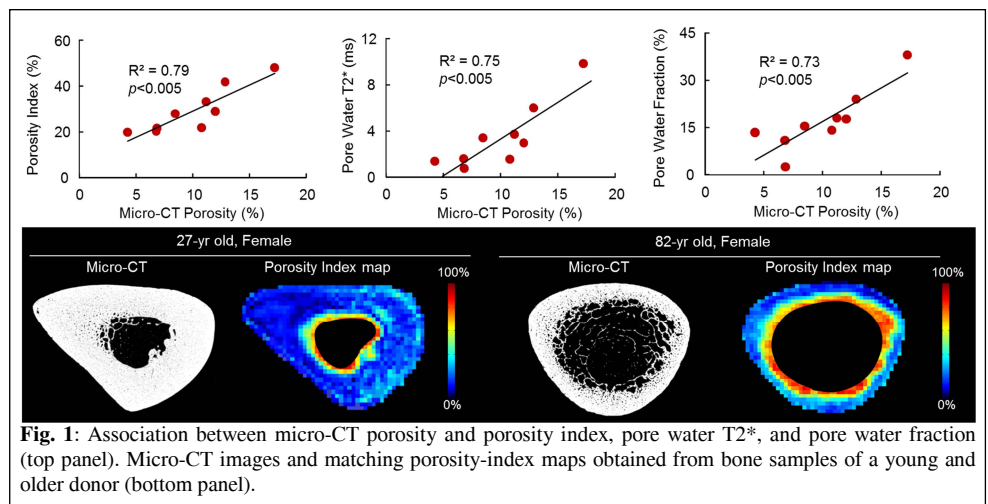 Porosity Index (%)
60
40
20
0
R² = 0.79
p<0.005
0 5 10 15 20
Micro-CT Porosity (%)
Pore Water T2* (ms)
12
8
4
0
R² = 0.75
p<0.005
0 5 10 15 20
Micro-CT Porosity (%)
Pore Water Fraction (%)
45
30
15
0
R² = 0.73
p<0.005
0 5 10 15 20
Micro-CT Porosity (%)
27-yr old, Female
Micro-CT Porosity Index map
100%
0%
82-yr old, Female
Micro-CT Porosity Index map
100%
0%
Fig. 1: Association between micro-CT porosity and porosity index, pore water T2*, and pore water fraction
(top panel). Micro-CT images and matching porosity-index maps obtained from bone samples of a young and
older donor (bottom panel).